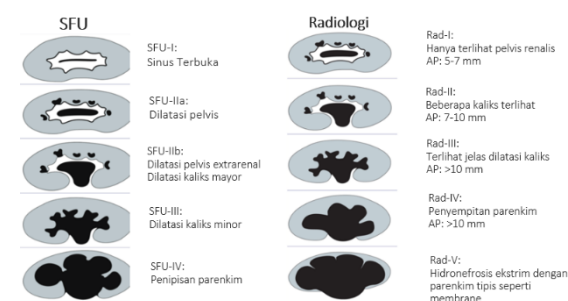 SFU
SFU-I:
Sinus Terbuka
SFU-IIa:
Dilatasi pelvis
SFU-IIb:
Dilatasi pelvis extrarenal
Dilatasi kaliks mayor
SFU-III:
Dilatasi kaliks minor
SFU-IV:
Penipisan parenkim
Radiologi
Rad-I:
Hanya terlihat pelvis renalis
AP: 5-7 mm
Rad-II:
Beberapa kaliks terlihat
AP: 7-10 mm
Rad-III:
Terlihat jelas dilatasi kaliks
AP: >10 mm
Rad-IV:
Penyempitan parenkim
AP: >10 mm
Rad-V:
Hidronefrosis ekstrim dengan
parenkim tipis seperti
membrane